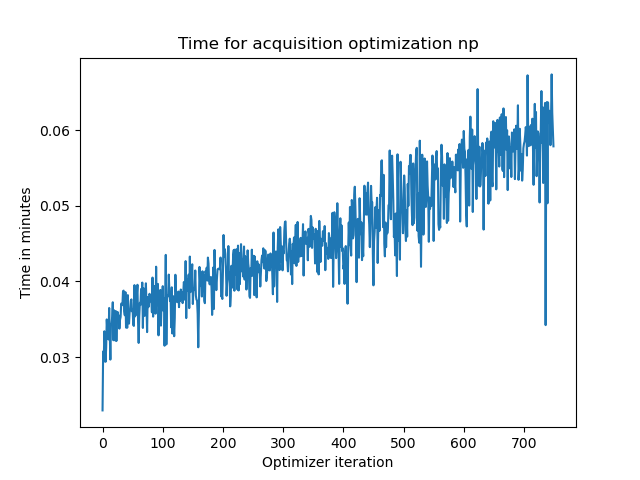 Time for acquisition optimization np
Time in minutes
0.06
0.05
0.04
0.03
0 100 200 300 400 500 600 700
Optimizer iteration